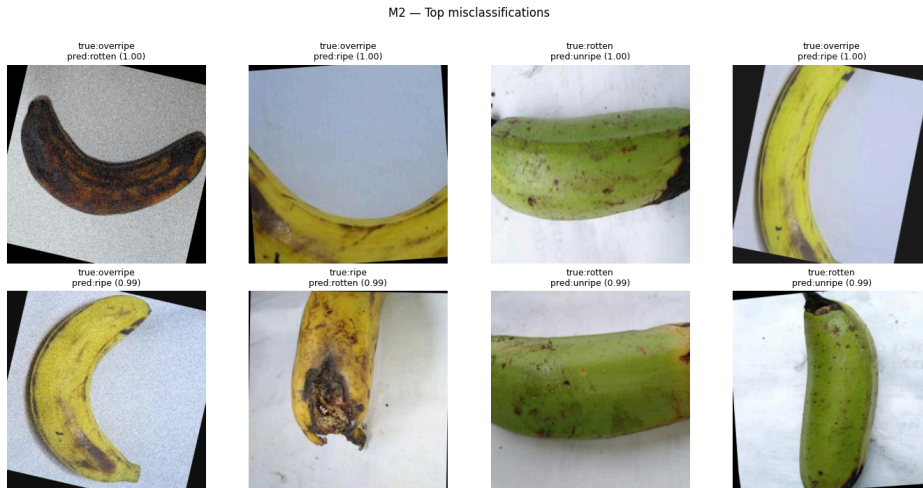 M2 — Top misclassifications
true:overripe
pred:rotten (1.00)
true:overripe
pred:ripe (1.00)
true:rotten
pred:unripe (1.00)
true:overripe
pred:ripe (1.00)
true:overripe
pred:ripe (0.99)
true:ripe
pred:rotten (0.99)
true:rotten
pred:unripe (0.99)
true:rotten
pred:unripe (0.99)